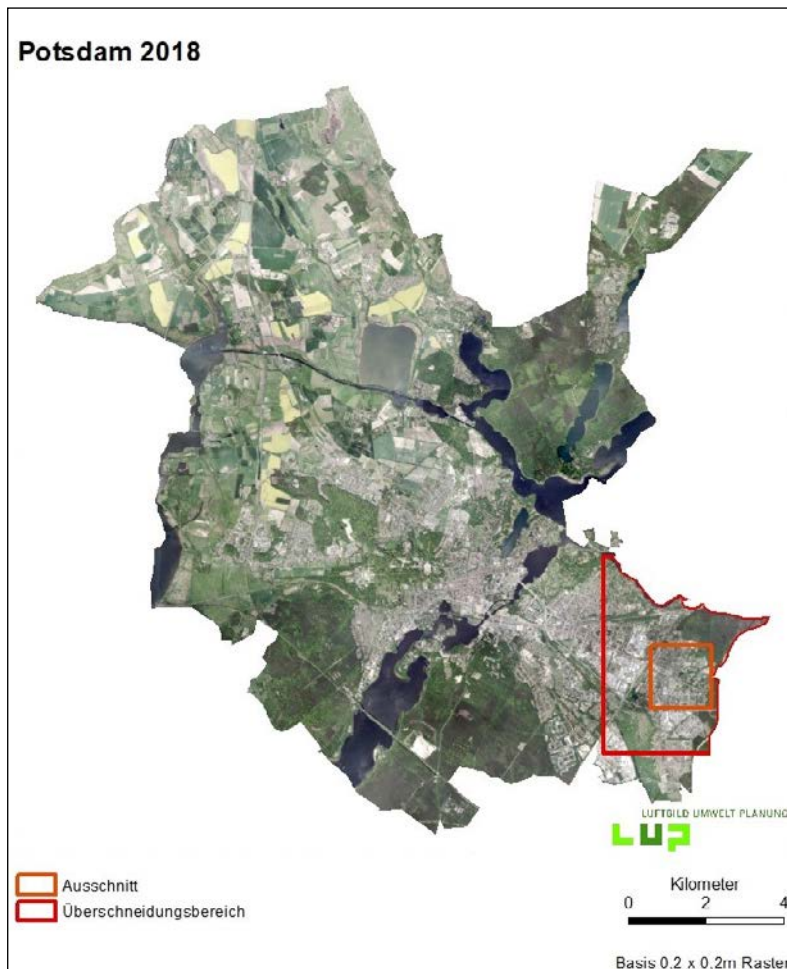 Potsdam 2018
LUFTBILD UMWELT PLANUNG
LUP
Ausschnitt
Überschneidungsbereich
Kilometer
0 2 4
Basis 0,2 x 0,2m Raster